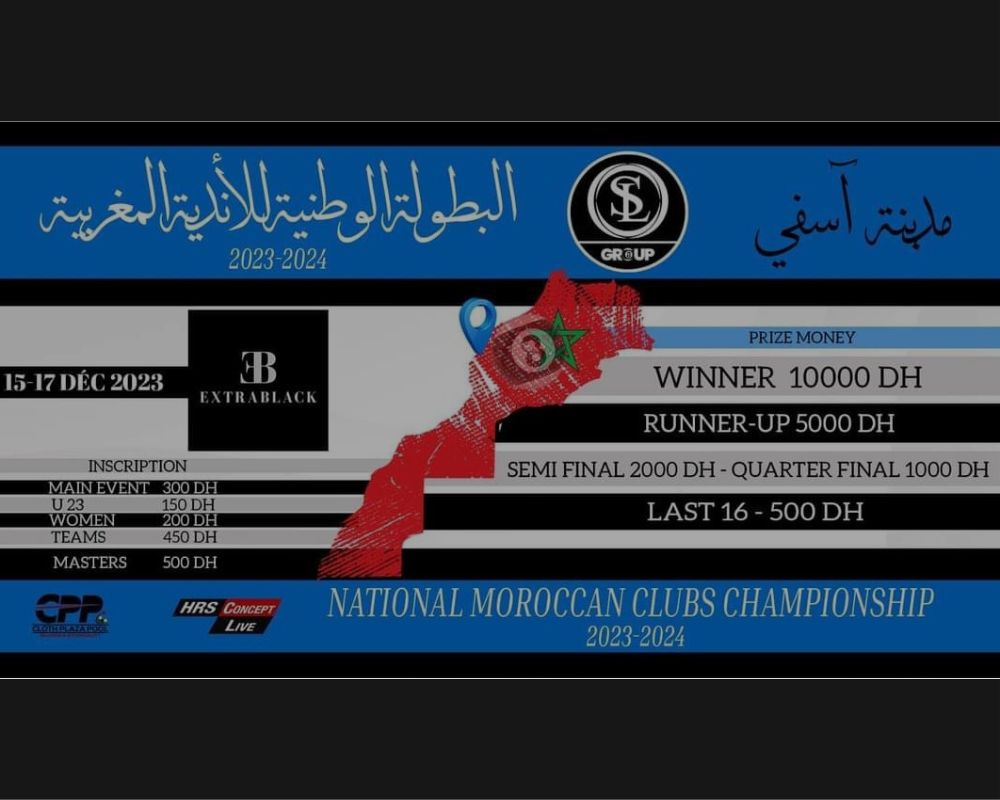 البطولة الوطنية للأندية المغربية
2023-2024
SL
GROUP
مدينة آسفي
15-17 DÉC 2023
EB
EXTRABLACK
PRIZE MONEY
WINNER 10000 DH
RUNNER-UP 5000 DH
SEMI FINAL 2000 DH - QUARTER FINAL 1000 DH
LAST 16 - 500 DH
INSCRIPTION
MAIN EVENT 300 DH
U 23 150 DH
WOMEN 200 DH
TEAMS 450 DH
MASTERS 500 DH
CPP
CLOTH PLAZA POOL
HRS CONCEPT
LIVE
NATIONAL MOROCCAN CLUBS CHAMPIONSHIP
2023-2024